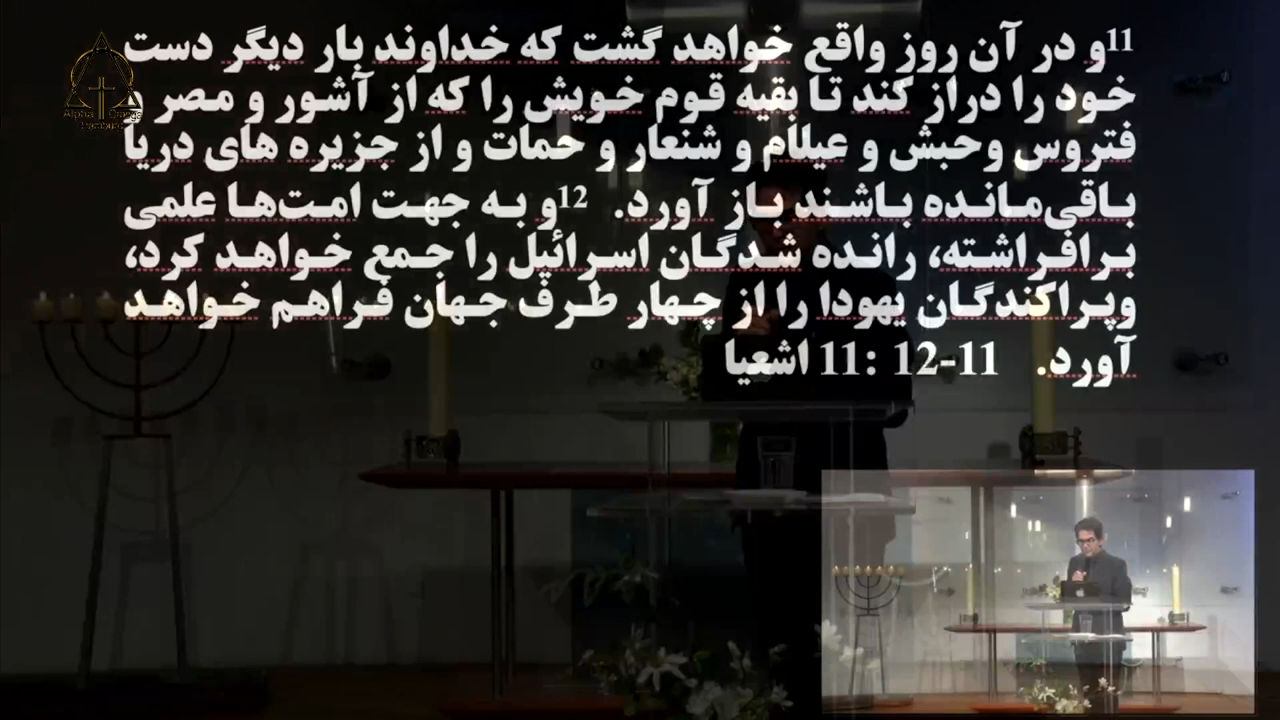 11و در آن روز واقع خواهد گشت که خداوند بار دیگر دست
خود را دراز کند تا بقیه قوم خویش را که از آشور و مصر و
فتروس وحبش و عیلام و شنعار و حمات و از جزیره های دریا
باقی‌مانده باشند باز آورد. 12و به جهت امت‌ها علمی
برافراشته، رانده شدگان اسرائیل را جمع خواهد کرد،
وپراکندگان یهودا را از چهار طرف جهان فراهم خواهد
آورد. 11-12 :11 اشعیا
Alpha Omega